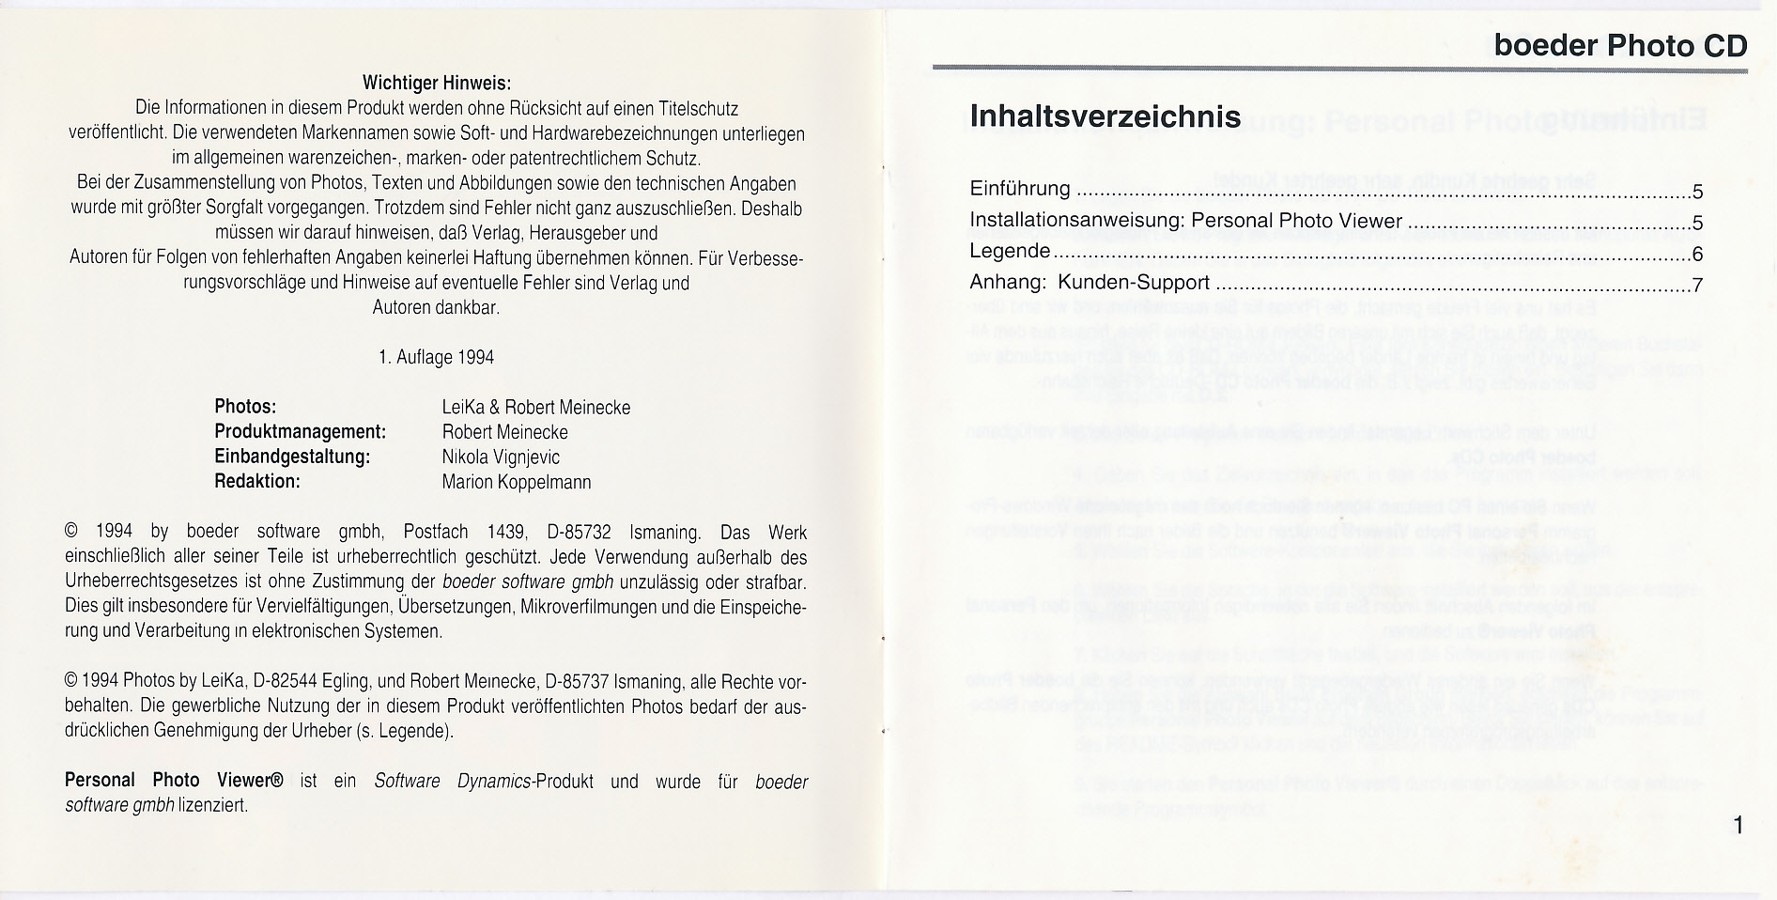 Wichtiger Hinweis:
Die Informationen in diesem Produkt werden ohne Rücksicht auf einen Titelschutz
veröffentlicht. Die verwendeten Markennamen sowie Soft- und Hardwarebezeichnungen unterliegen
im allgemeinen warenzeichen-, marken- oder patentrechtlichem Schutz.
Bei der Zusammenstellung von Photos, Texten und Abbildungen sowie den technischen Angaben
wurde mit größter Sorgfalt vorgegangen. Trotzdem sind Fehler nicht ganz auszuschließen. Deshalb
müssen wir darauf hinweisen, daß Verlag, Herausgeber und
Autoren für Folgen von fehlerhaften Angaben keinerlei Haftung übernehmen können. Für Verbesse-
rungsvorschläge und Hinweise auf eventuelle Fehler sind Verlag und
Autoren dankbar.
1. Auflage 1994
Photos: LeiKa & Robert Meinecke
Produktmanagement: Robert Meinecke
Einbandgestaltung: Nikola Vignjevic
Redaktion: Marion Koppelmann
© 1994 by boeder software gmbh, Postfach 1439, D-85732 Ismaning. Das Werk
einschließlich aller seiner Teile ist urheberrechtlich geschützt. Jede Verwendung außerhalb des
Urheberrechtsgesetzes ist ohne Zustimmung der boeder software gmbh unzulässig oder strafbar.
Dies gilt insbesondere für Vervielfältigungen, Übersetzungen, Mikroverfilmungen und die Einspeiche-
rung und Verarbeitung in elektronischen Systemen.
© 1994 Photos by LeiKa, D-82544 Egling, und Robert Meinecke, D-85737 Ismaning, alle Rechte vor-
behalten. Die gewerbliche Nutzung der in diesem Produkt veröffentlichten Photos bedarf der aus-
drücklichen Genehmigung der Urheber (s. Legende).
Personal Photo Viewer® ist ein Software Dynamics-Produkt und wurde für boeder
software gmbh lizenziert.
boeder Photo CD
Inhaltsverzeichnis
Einführung ..........5
Installationsanweisung: Personal Photo Viewer ..........5
Legende..........6
Anhang: Kunden-Support ..........7
1